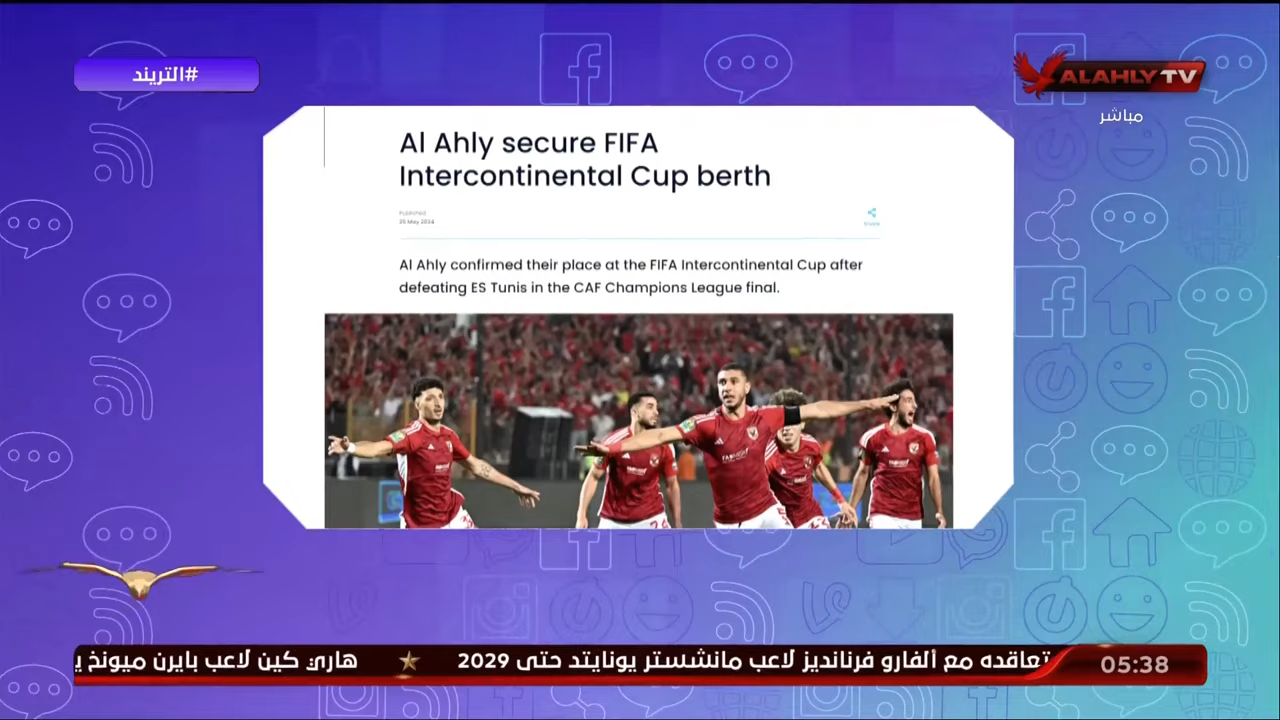 #التريند
ALAHLY TV
مباشر
Al Ahly secure FIFA
Intercontinental Cup berth
Published
25 May 2024
Share
Al Ahly confirmed their place at the FIFA Intercontinental Cup after
defeating ES Tunis in the CAF Champions League final.
تعاقده مع ألفارو فرنانديز لاعب مانشستر يونايتد حتى 2029 هاري كين لاعب بايرن ميونخ
05:38